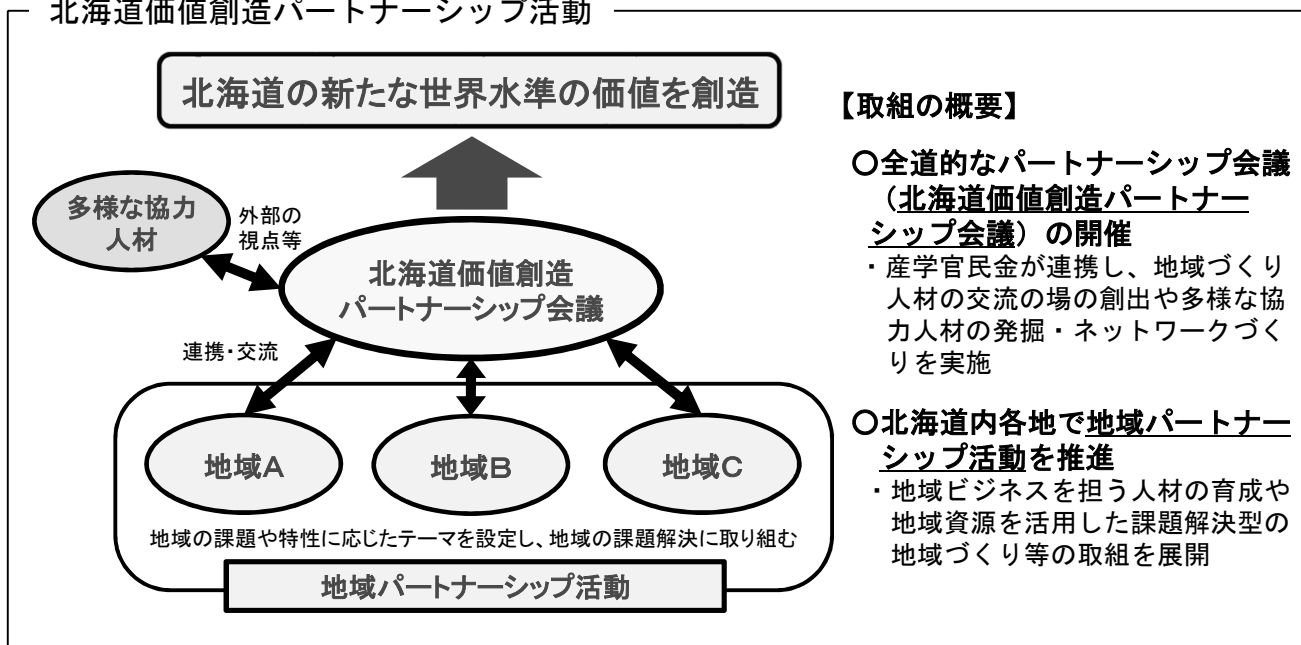 北海道価値創造パートナーシップ活動
北海道の新たな世界水準の価値を創造
多様な協力
人材
外部の
視点等
北海道価値創造
パートナーシップ会議
連携・交流
地域A
地域B
地域C
地域の課題や特性に応じたテーマを設定し、地域の課題解決に取り組む
地域パートナーシップ活動
【取組の概要】
○全道的なパートナーシップ会議
（北海道価値創造パートナー
シップ会議）の開催
・産学官民金が連携し、地域づくり
人材の交流の場の創出や多様な協
力人材の発掘・ネットワークづく
りを実施
○北海道内各地で地域パートナー
シップ活動を推進
・地域ビジネスを担う人材の育成や
地域資源を活用した課題解決型の
地域づくり等の取組を展開